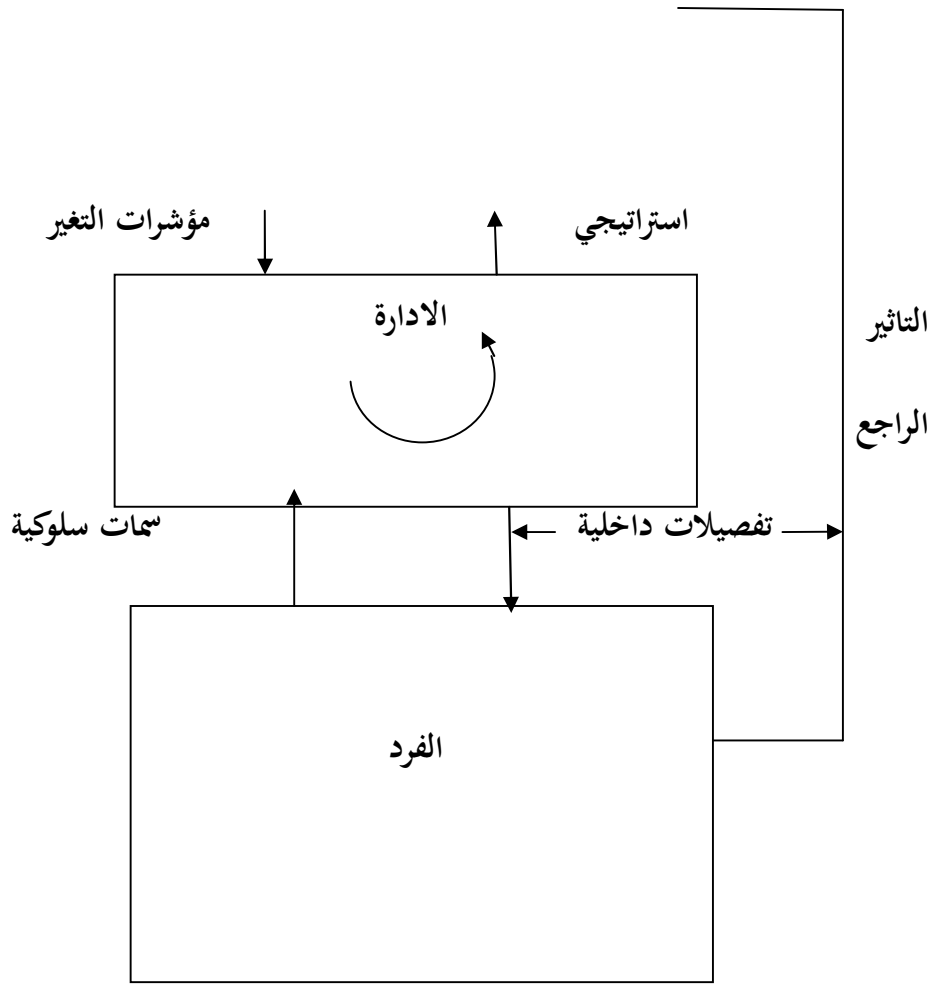 استراتيجي
مؤشرات التغير
الادارة
التاثير
الراجع
تفصيلات داخلية
سمات سلوكية
الفرد